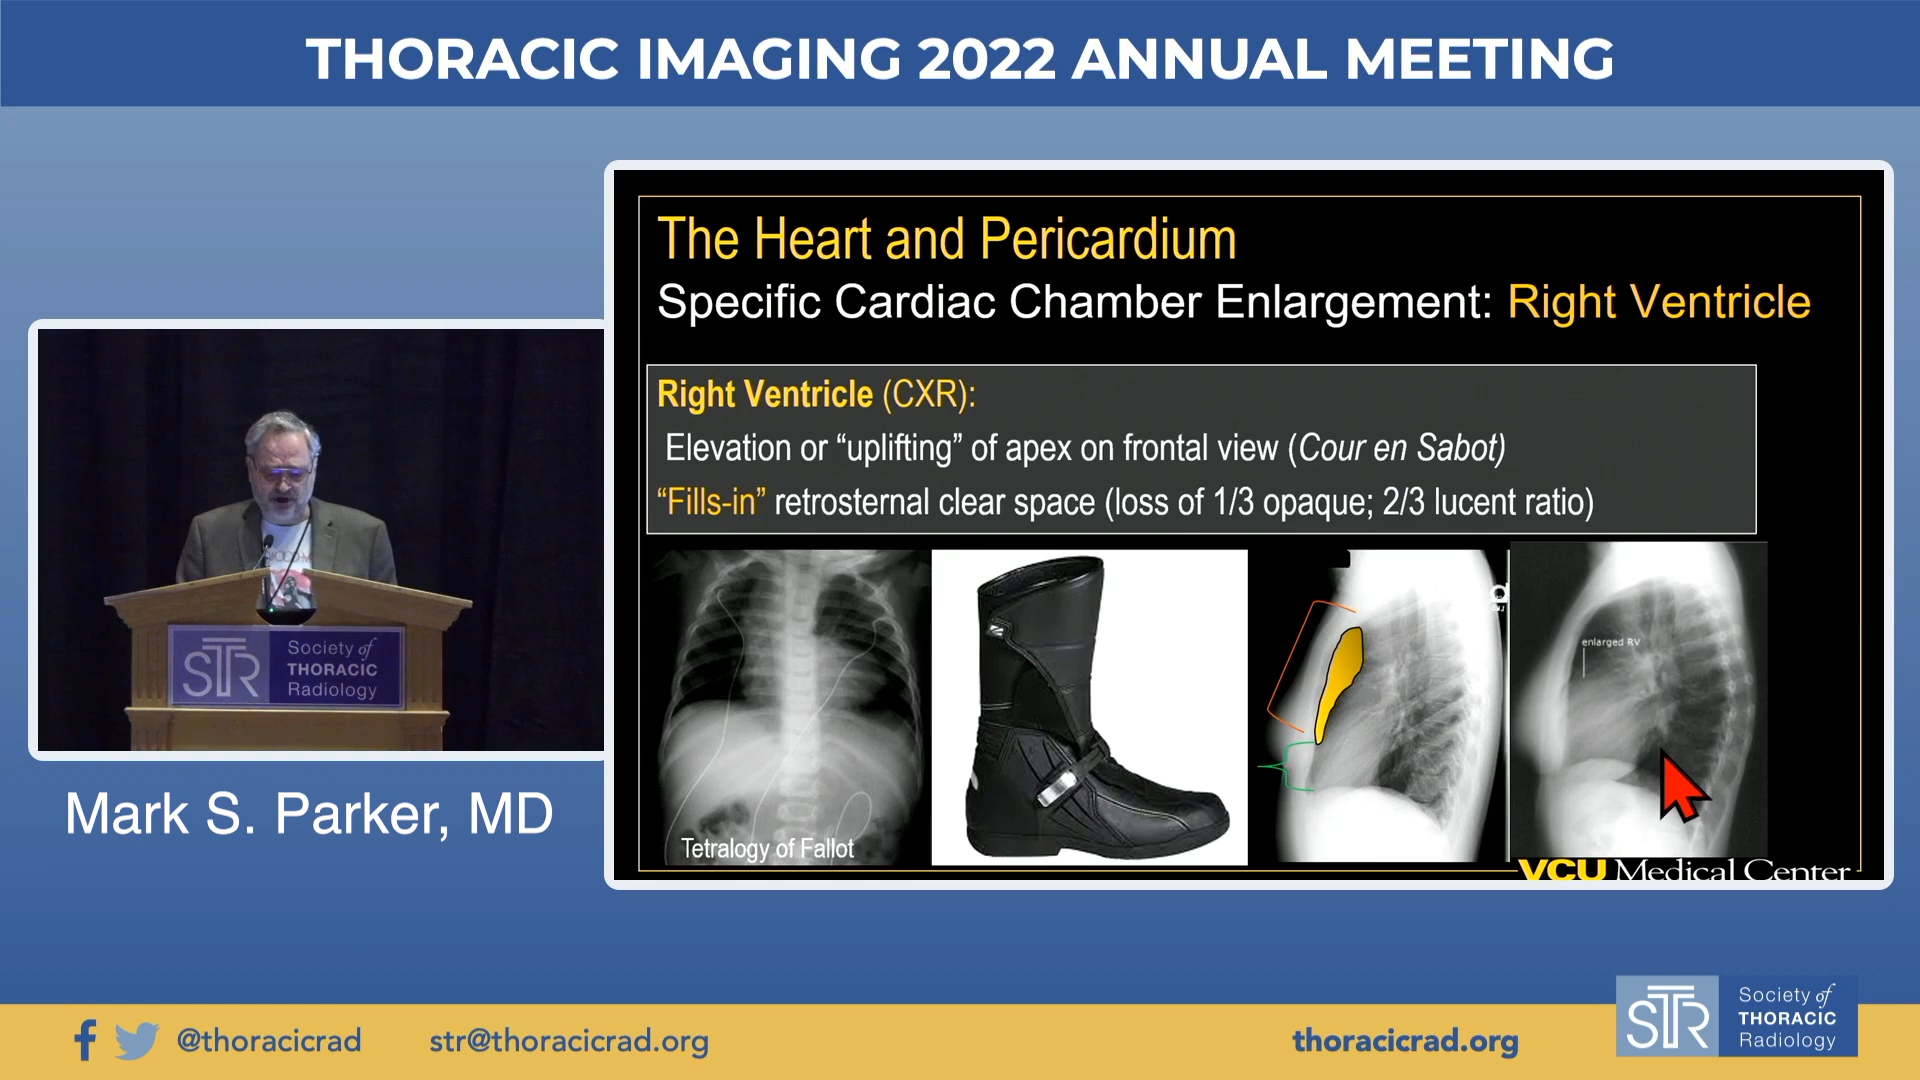 THORACIC IMAGING 2022 ANNUAL MEETING
The Heart and Pericardium
Specific Cardiac Chamber Enlargement: Right Ventricle
Right Ventricle (CXR):
Elevation or “uplifting” of apex on frontal view (Cour en Sabot)
“Fills-in” retrosternal clear space (loss of 1/3 opaque; 2/3 lucent ratio)
enlarged RV
Tetralogy of Fallot
VCU Medical Center
STR
Society of
THORACIC
Radiology
Mark S. Parker, MD
@thoracicrad
str@thoracicrad.org
thoracicrad.org
STR
Society of
THORACIC
Radiology